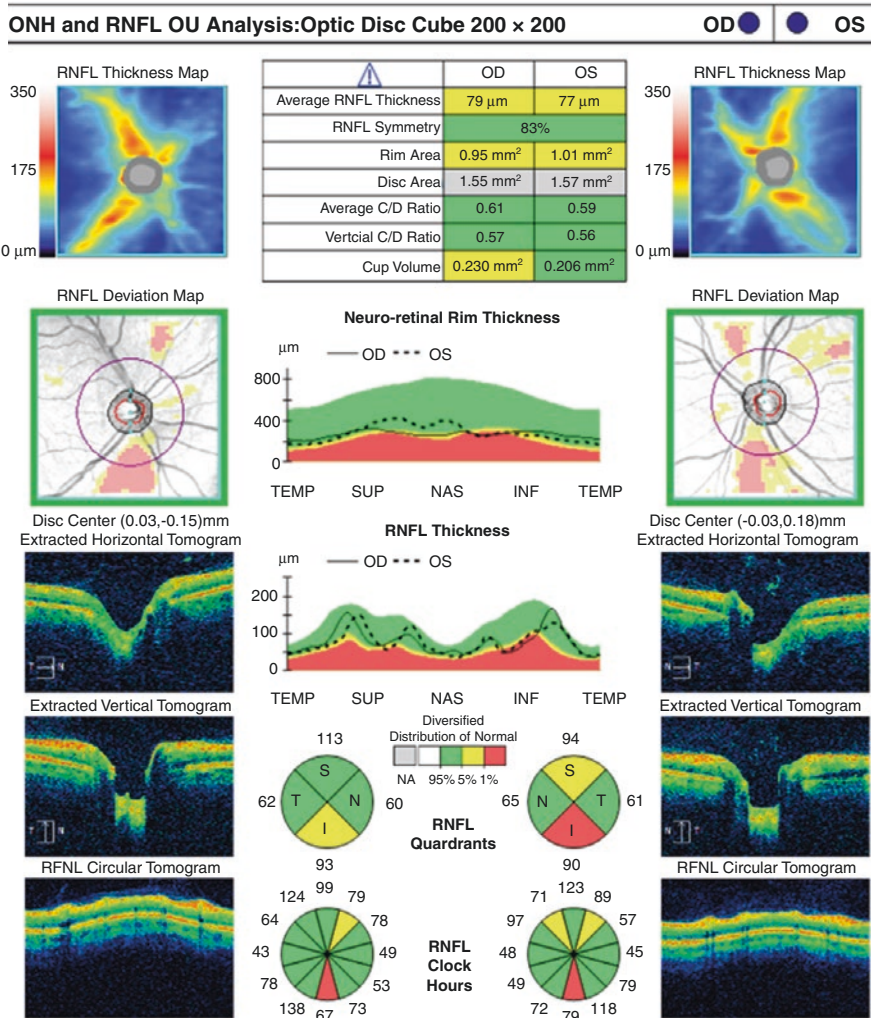 ONH and RNFL OU Analysis:Optic Disc Cube 200 × 200 OD OS
RNFL Thickness Map
350
175
0 μm
OD OS
Average RNFL Thickness 79 μm 77 μm
RNFL Symmetry 83%
Rim Area 0.95 mm² 1.01 mm²
Disc Area 1.55 mm² 1.57 mm²
Average C/D Ratio 0.61 0.59
Vertcial C/D Ratio 0.57 0.56
Cup Volume 0.230 mm² 0.206 mm²
RNFL Thickness Map
350
175
0 μm
RNFL Deviation Map
Disc Center (0.03,-0.15)mm
Neuro-retinal Rim Thickness
μm OD OS
800
400
0
TEMP SUP NAS INF TEMP
RNFL Deviation Map
Disc Center (-0.03,0.18)mm
Extracted Horizontal Tomogram
T N
RNFL Thickness
μm OD OS
200
100
0
TEMP SUP NAS INF TEMP
Extracted Horizontal Tomogram
N T
Extracted Vertical Tomogram
T N
Diversified
Distribution of Normal
NA 95% 5% 1%
113
S
62 T N 60
I
93
RNFL
Quadrants
94
S
65 N T 61
I
90
Extracted Vertical Tomogram
N T
RFNL Circular Tomogram
99
124 79
64 78
43 49
78 53
138 73
67
RNFL
Clock
Hours
123
71 89
97 57
48 45
49 79
72 118
79
RFNL Circular Tomogram